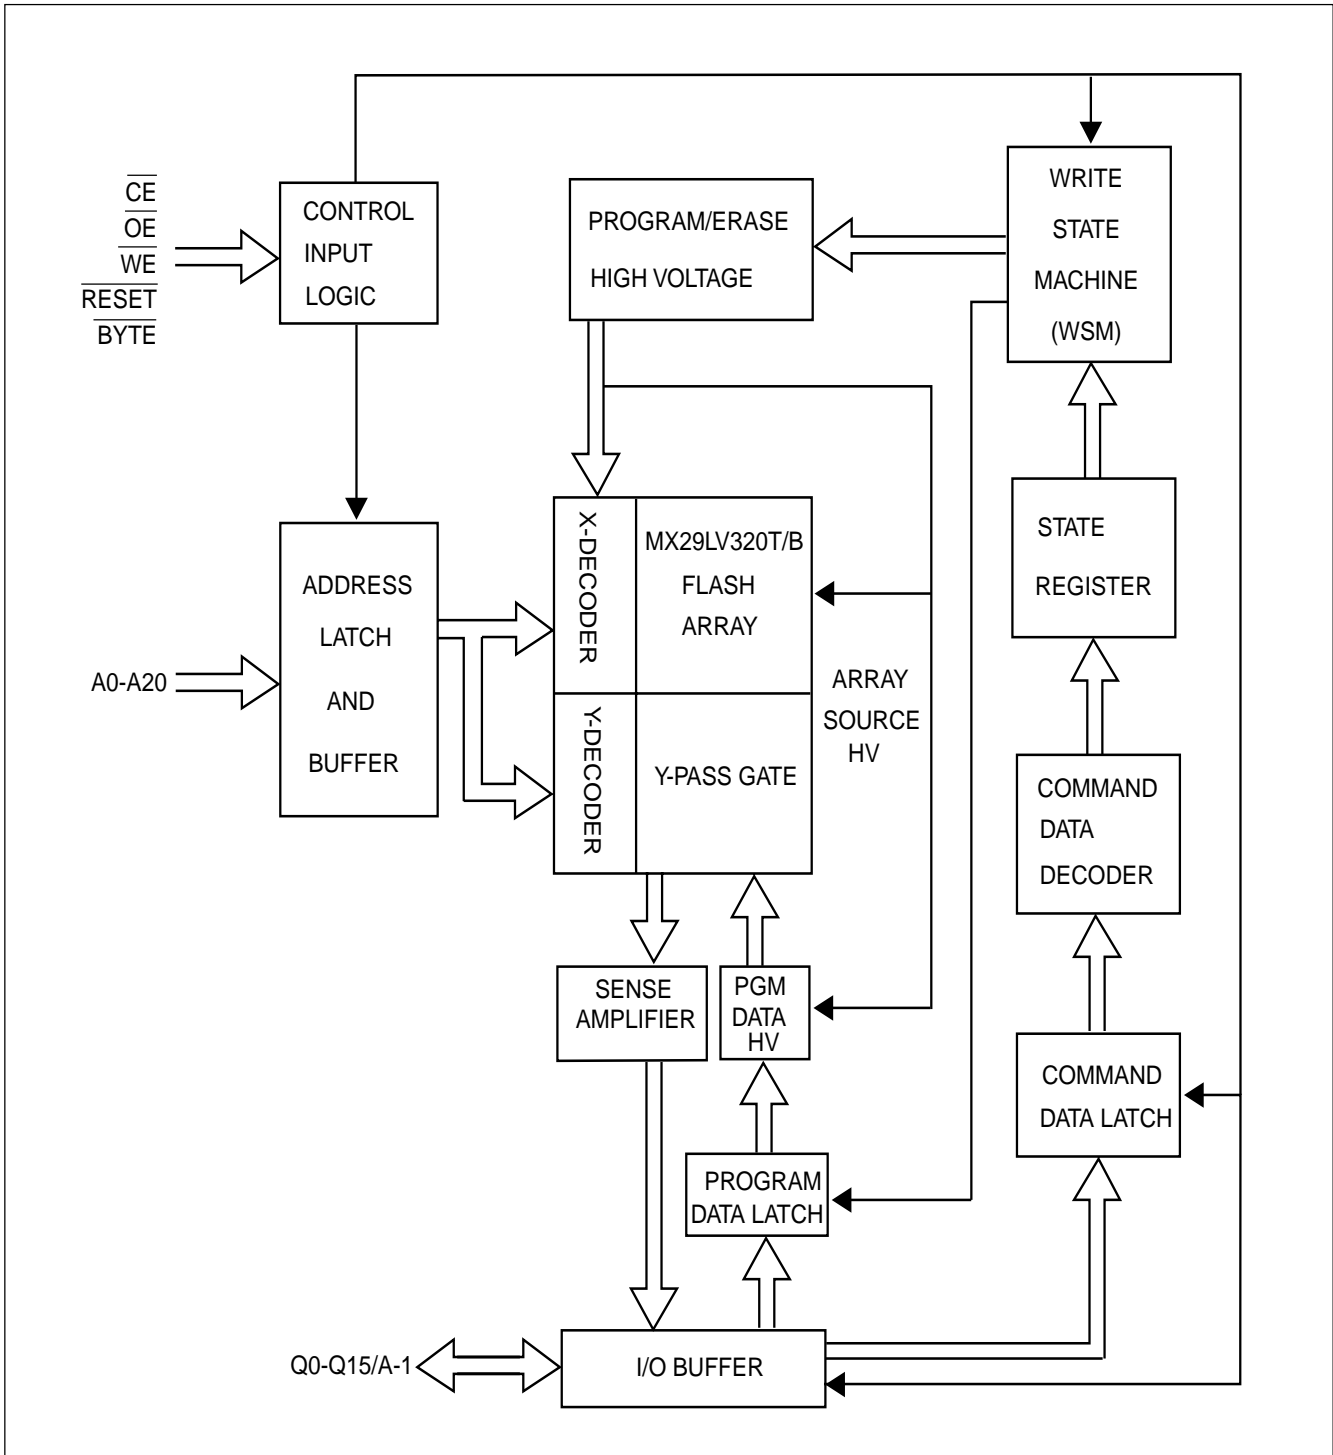 CE
OE
WE
RESET
BYTE
CONTROL
INPUT
LOGIC
PROGRAM/ERASE
HIGH VOLTAGE
WRITE
STATE
MACHINE
(WSM)
A0-A20
ADDRESS
LATCH
AND
BUFFER
X-DECODER
MX29LV320T/B
FLASH
ARRAY
Y-DECODER
Y-PASS GATE
ARRAY
SOURCE
HV
STATE
REGISTER
COMMAND
DATA
DECODER
SENSE
AMPLIFIER
PGM
DATA
HV
COMMAND
DATA LATCH
PROGRAM
DATA LATCH
Q0-Q15/A-1
I/O BUFFER